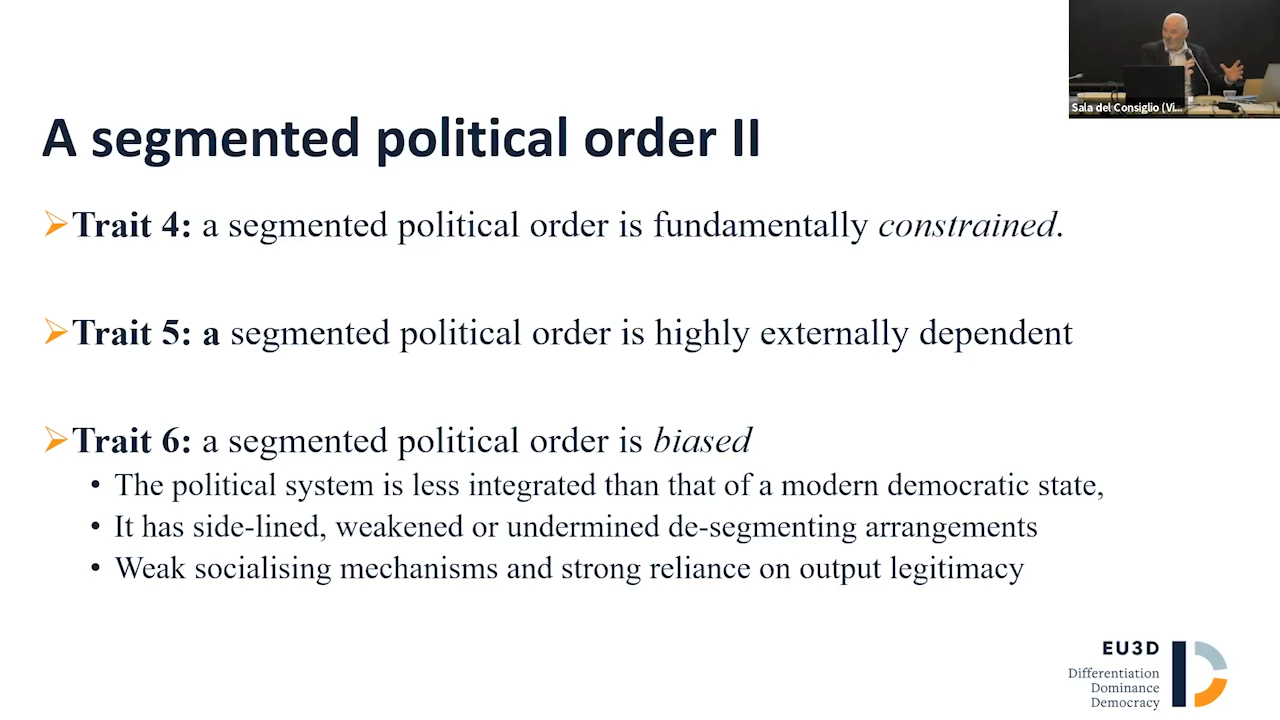 Sala del Consiglio (Vi...
A segmented political order II
Trait 4: a segmented political order is fundamentally constrained.
Trait 5: a segmented political order is highly externally dependent
Trait 6: a segmented political order is biased
• The political system is less integrated than that of a modern democratic state,
• It has side-lined, weakened or undermined de-segmenting arrangements
• Weak socialising mechanisms and strong reliance on output legitimacy
EU3D
Differentiation
Dominance
Democracy